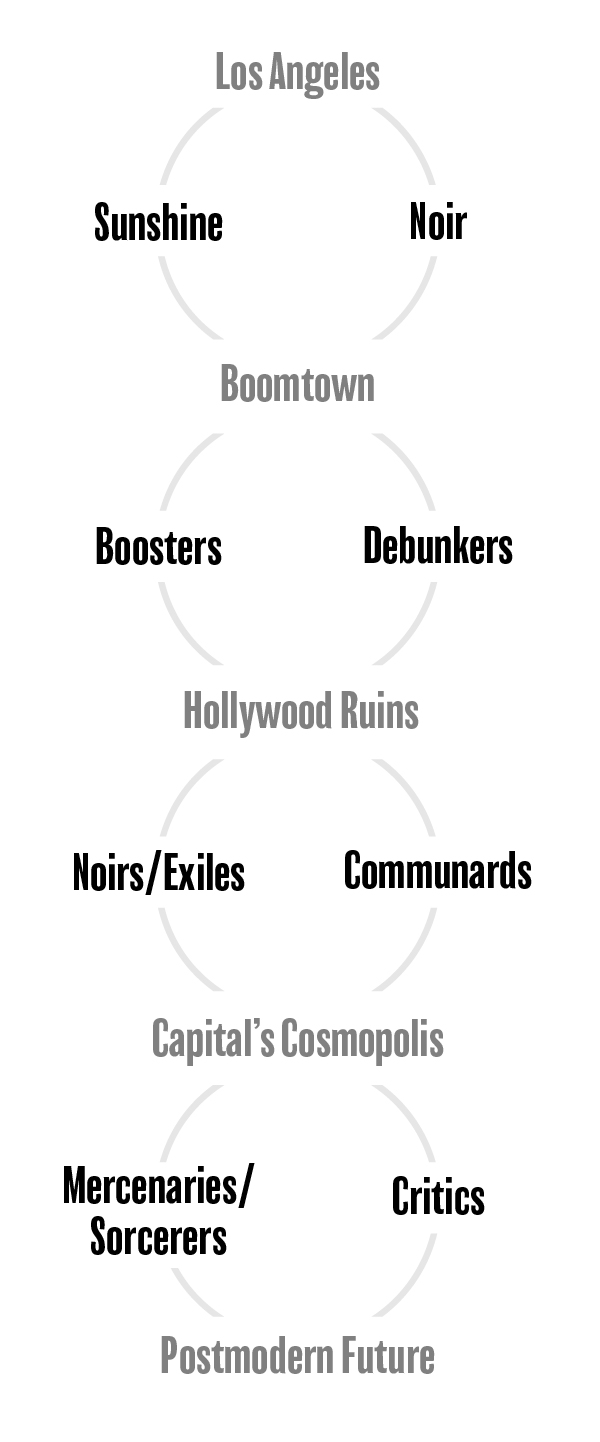 Los Angeles
Sunshine
Noir
Boomtown
Boosters
Debunkers
Hollywood Ruins
Noirs/Exiles
Communards
Capital’s Cosmopolis
Mercenaries/
Sorcerers
Critics
Postmodern Future